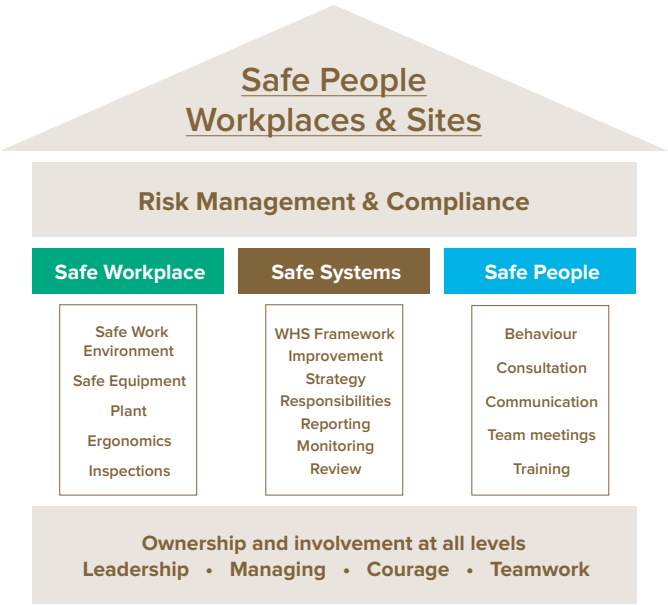 Safe People
Workplaces & Sites
Risk Management & Compliance
Safe Workplace
Safe Work
Environment
Safe Equipment
Plant
Ergonomics
Inspections
Safe Systems
WHS Framework
Improvement
Strategy
Responsibilities
Reporting
Monitoring
Review
Safe People
Behaviour
Consultation
Communication
Team meetings
Training
Ownership and involvement at all levels
Leadership • Managing • Courage • Teamwork